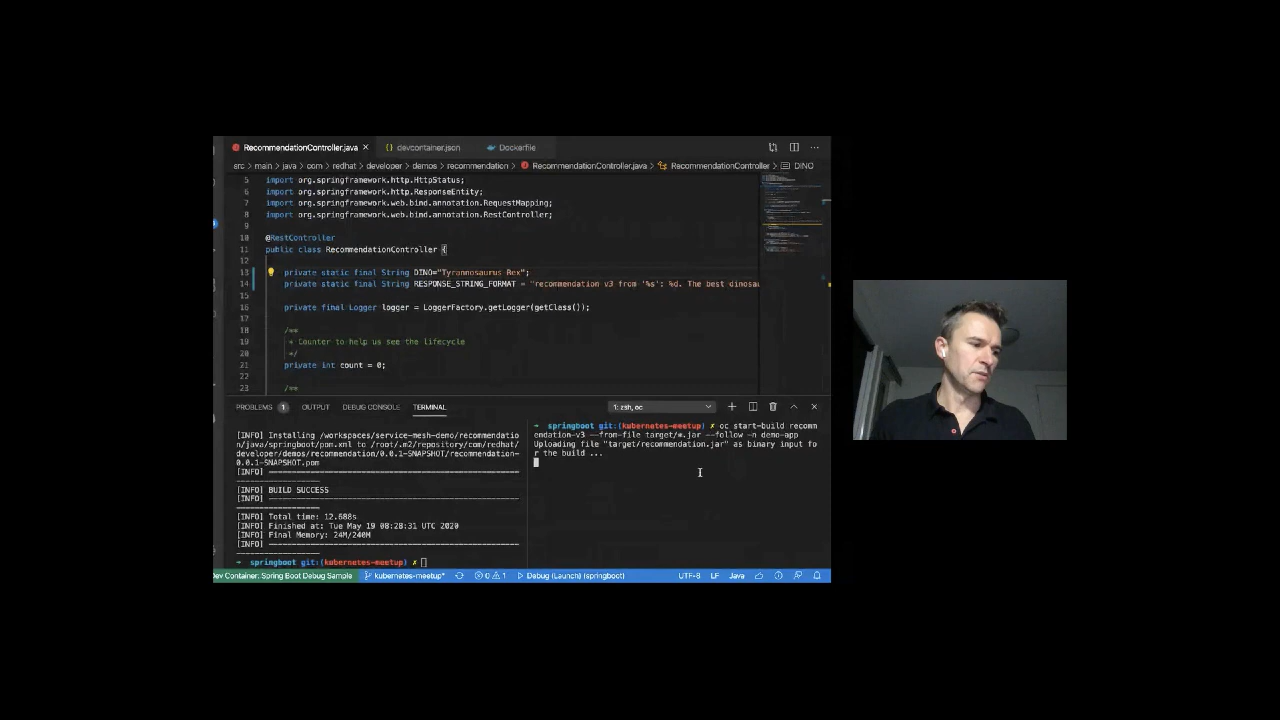 RecommendationController.java
devcontainer.json
Dockerfile
src > main > java > com > redhat > developer > demos > recommendation > RecommendationController.java > RecommendationController > DINO
5 import org.springframework.http.HttpStatus;
6 import org.springframework.http.ResponseEntity;
7 import org.springframework.web.bind.annotation.RequestMapping;
8 import org.springframework.web.bind.annotation.RestController;
9
10 @RestController
11 public class RecommendationController {
12
13 private static final String DINO="Tyrannosaurus Rex";
14 private static final String RESPONSE_STRING_FORMAT = "recommendation v3 from '%s': %d. The best dinosau
15
16 private final Logger logger = LoggerFactory.getLogger(getClass());
17
18 /**
19 * Counter to help us see the lifecycle
20 */
21 private int count = 0;
22
23 /**
PROBLEMS 1 OUTPUT DEBUG CONSOLE TERMINAL 1: zsh, oc
[INFO] Installing /workspaces/service-mesh-demo/recommendatio
n/java/springboot/pom.xml to /root/.m2/repository/com/redhat/
developer/demos/recommendation/0.0.1-SNAPSHOT/recommendation-
0.0.1-SNAPSHOT.pom
[INFO]
[INFO] BUILD SUCCESS
[INFO]
[INFO] Total time: 12.688s
[INFO] Finished at: Tue May 19 08:28:31 UTC 2020
[INFO] Final Memory: 24M/240M
[INFO]
→ springboot git:(kubernetes-meetup) ✗
→ springboot git:(kubernetes-meetup) ✗ oc start-build recomm
endation-v3 --from-file target/*.jar --follow -n demo-app
Uploading file "target/recommendation.jar" as binary input fo
r the build ...
Dev Container: Spring Boot Debug Sample kubernetes-meetup* 0 1 Debug (Launch) (springboot) UTF-8 LF Java